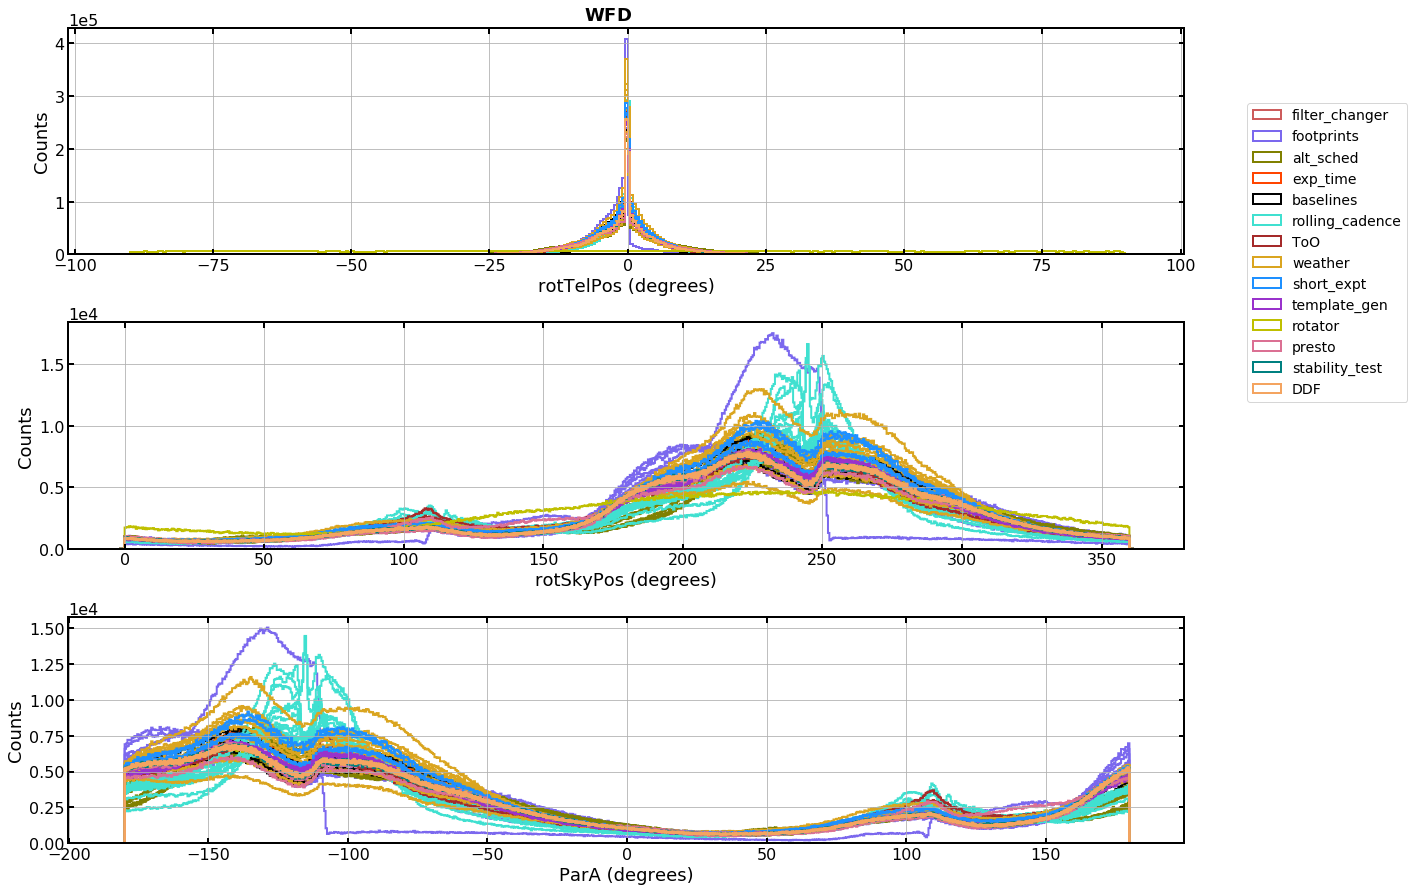 WFD
1e5
4
3
2
1
0
Counts
−100 −75 −50 −25 0 25 50 75 100
rotTelPos (degrees)
1e4
1.5
1.0
0.5
0.0
Counts
0 50 100 150 200 250 300 350
rotSkyPos (degrees)
1e4
1.50
1.25
1.00
0.75
0.50
0.25
0.00
Counts
−200 −150 −100 −50 0 50 100 150
ParA (degrees)
filter_changer
footprints
alt_sched
exp_time
baselines
rolling_cadence
ToO
weather
short_expt
template_gen
rotator
presto
stability_test
DDF